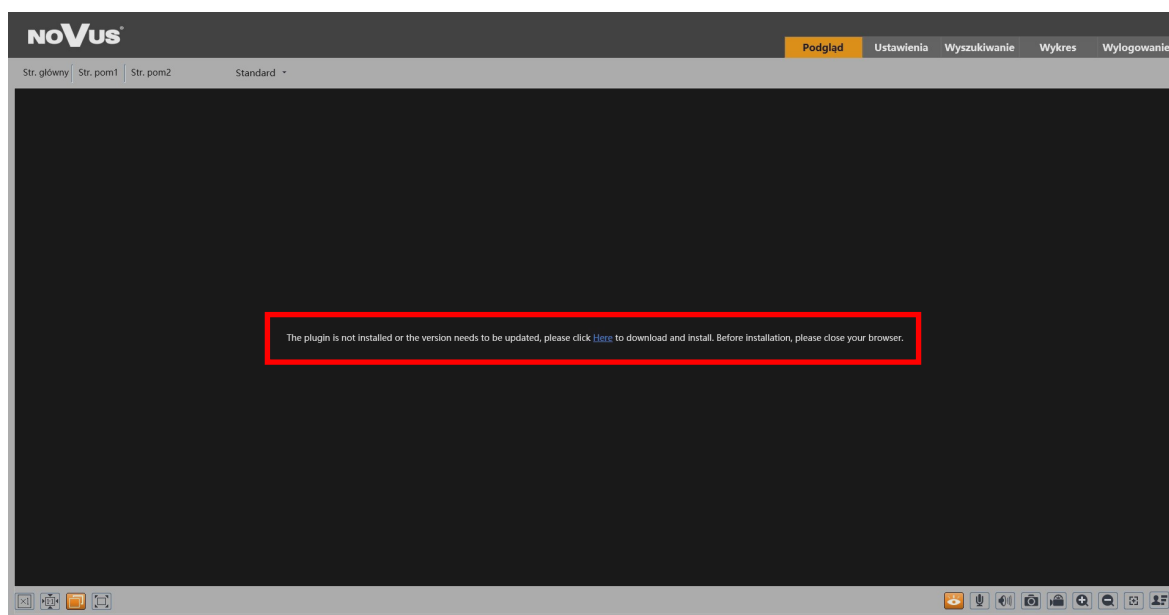 NOVUS
Podgląd Ustawienia Wyszukiwanie Wykres Wylogowanie
Str. główny Str. pom1 Str. pom2 Standard
The plugin is not installed or the version needs to be updated, please click Here to download and install. Before installation, please close your browser.